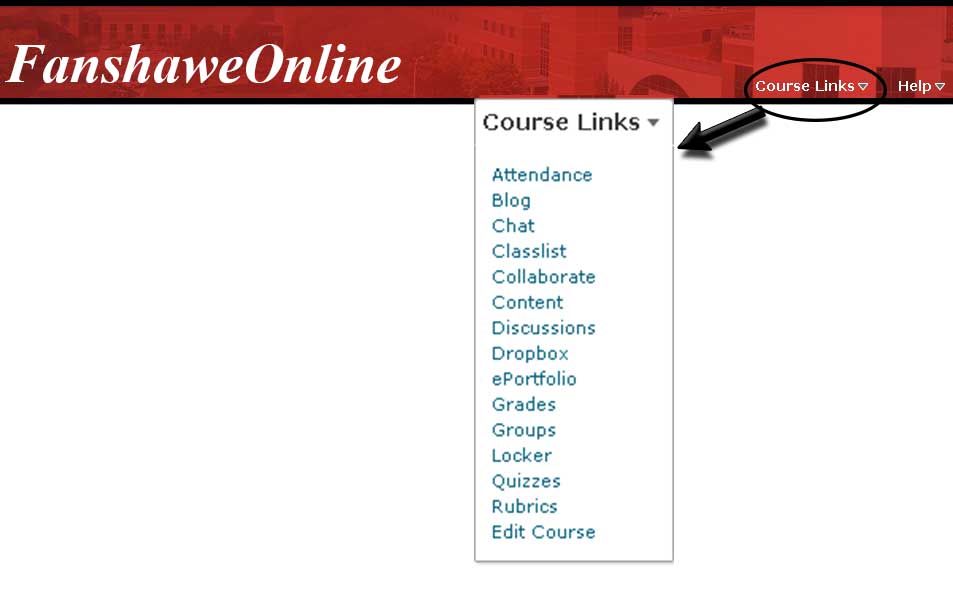 FanshaweOnline
Course Links Help
Course Links
Attendance
Blog
Chat
Classlist
Collaborate
Content
Discussions
Dropbox
ePortfolio
Grades
Groups
Locker
Quizzes
Rubrics
Edit Course